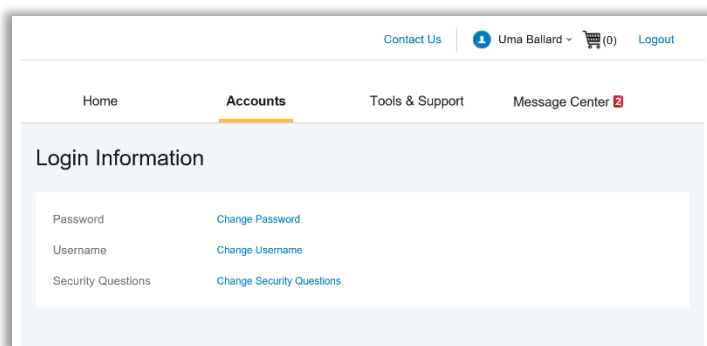 Contact Us Uma Ballard (0) Logout
Home Accounts Tools & Support Message Center 2
Login Information
Password Change Password
Username Change Username
Security Questions Change Security Questions